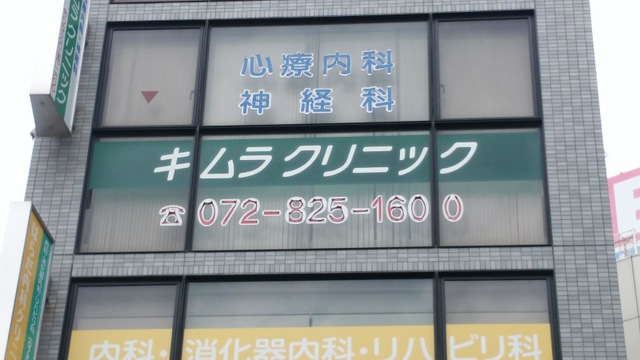 心療内科
神経科
キムラクリニック
☎072-825-1600
内科・消化器内科・リハビリ科